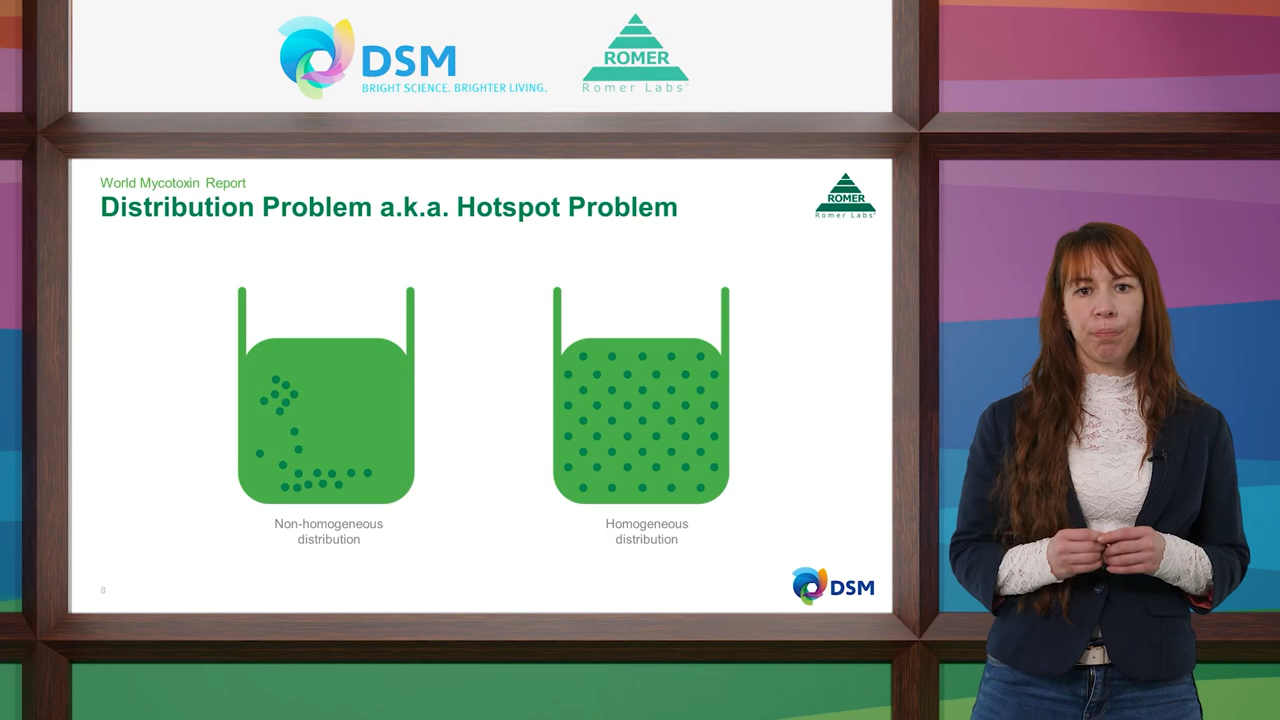 DSM
BRIGHT SCIENCE. BRIGHTER LIVING.
ROMER
Romer Labs®
World Mycotoxin Report
Distribution Problem a.k.a. Hotspot Problem
ROMER
Romer Labs®
Non-homogeneous
distribution
Homogeneous
distribution
8
DSM